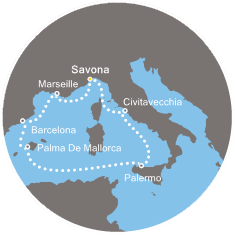 Savona
Marseille
Civitavecchia
Barcelona
Palma De Mallorca
Palermo